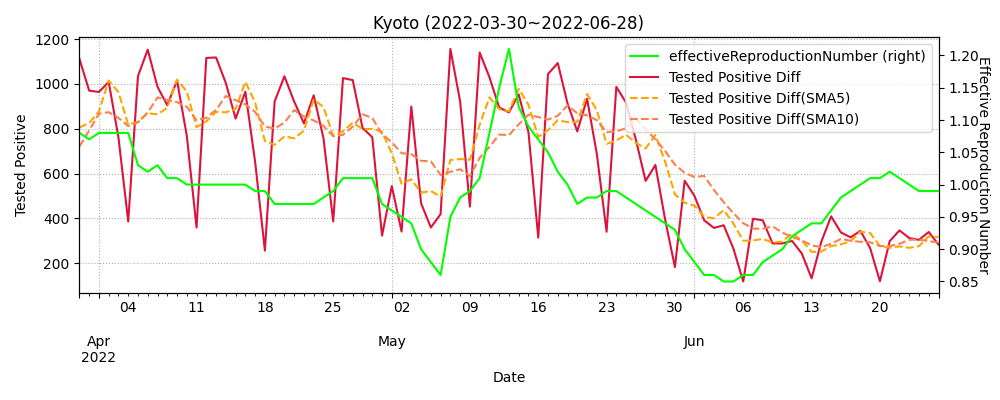 Kyoto (2022-03-30~2022-06-28)
effectiveReproductionNumber (right)
Tested Positive Diff
Tested Positive Diff(SMA5)
Tested Positive Diff(SMA10)
Tested Positive
1200
1000
800
600
400
200
Effective Reproduction Number
1.20
1.15
1.10
1.05
1.00
0.95
0.90
0.85
04 11 18 25 02 09 16 23 30 06 13 20
Apr May Jun
2022
Date